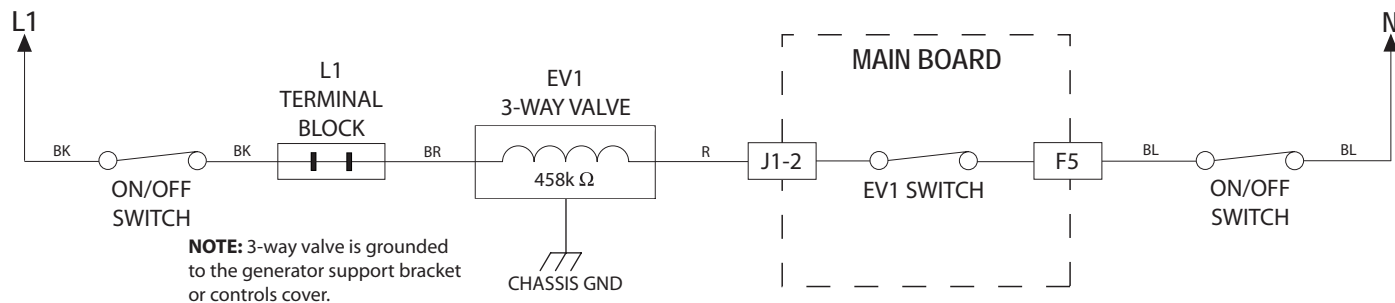 L1
N
MAIN BOARD
L1
TERMINAL
BLOCK
EV1
3-WAY VALVE
BK
BK
BR
R
BL
BL
458k Ω
J1-2
F5
EV1 SWITCH
ON/OFF
SWITCH
ON/OFF
SWITCH
NOTE: 3-way valve is grounded
to the generator support bracket
or controls cover.
CHASSIS GND